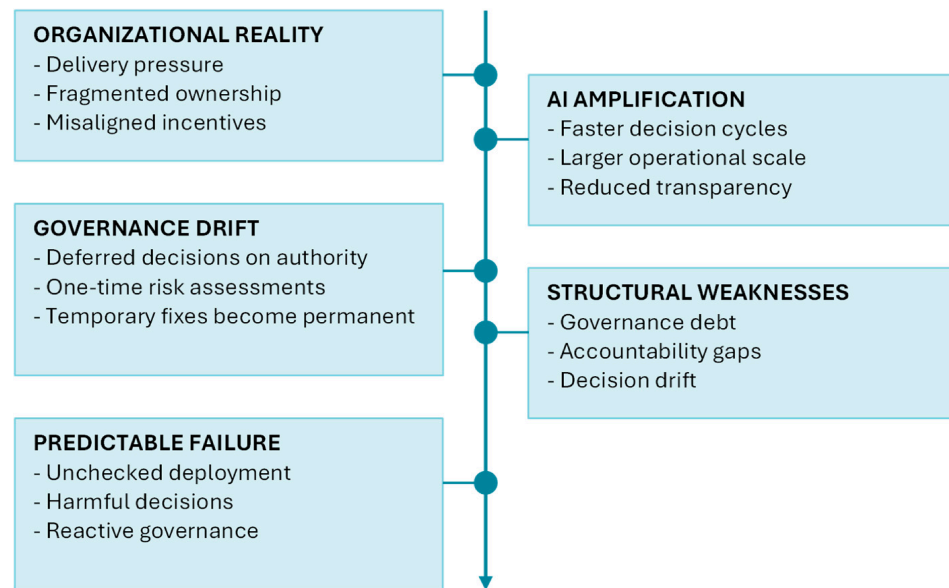 ORGANIZATIONAL REALITY
- Delivery pressure
- Fragmented ownership
- Misaligned incentives
AI AMPLIFICATION
- Faster decision cycles
- Larger operational scale
- Reduced transparency
GOVERNANCE DRIFT
- Deferred decisions on authority
- One-time risk assessments
- Temporary fixes become permanent
STRUCTURAL WEAKNESSES
- Governance debt
- Accountability gaps
- Decision drift
PREDICTABLE FAILURE
- Unchecked deployment
- Harmful decisions
- Reactive governance